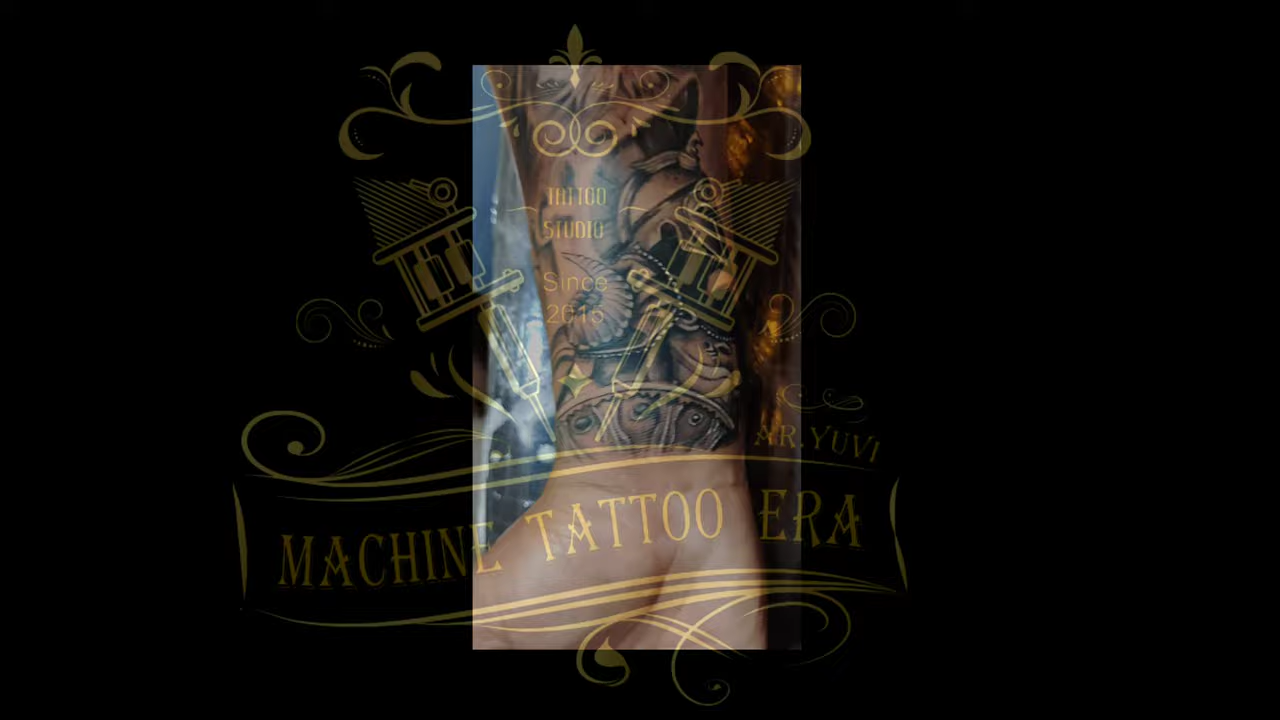 TATTOO
STUDIO
Since
2015
AR.YUVI
MACHINE TATTOO ERA